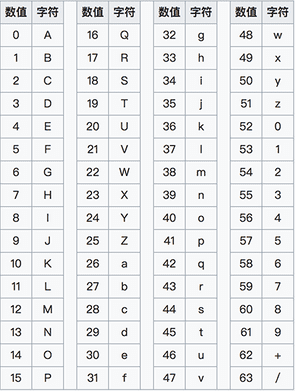 数值 字符 数值 字符 数值 字符 数值 字符
0 A 16 Q 32 g 48 w
1 B 17 R 33 h 49 x
2 C 18 S 34 i 50 y
3 D 19 T 35 j 51 z
4 E 20 U 36 k 52 0
5 F 21 V 37 l 53 1
6 G 22 W 38 m 54 2
7 H 23 X 39 n 55 3
8 I 24 Y 40 o 56 4
9 J 25 Z 41 p 57 5
10 K 26 a 42 q 58 6
11 L 27 b 43 r 59 7
12 M 28 c 44 s 60 8
13 N 29 d 45 t 61 9
14 O 30 e 46 u 62 +
15 P 31 f 47 v 63 /